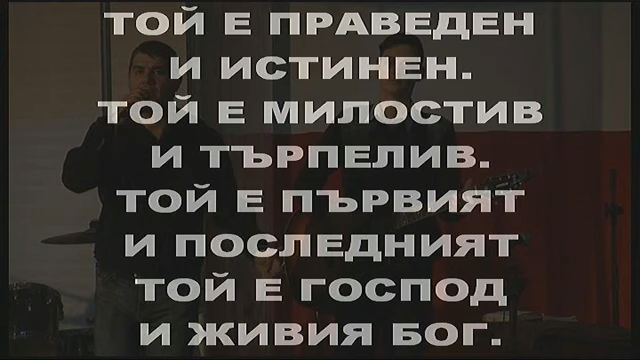 ТОЙ Е ПРАВЕДЕН
И ИСТИНЕН.
ТОЙ Е МИЛОСТИВ
И ТЪРПЕЛИВ.
ТОЙ Е ПЪРВИЯТ
И ПОСЛЕДНИЯТ
ТОЙ Е ГОСПОД
И ЖИВИЯ БОГ.